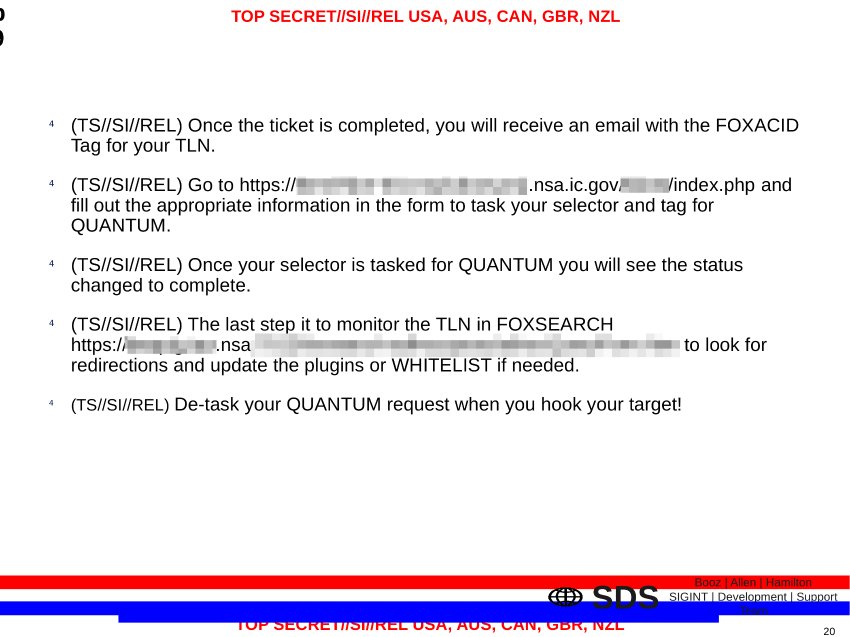 TOP SECRET//SI//REL USA, AUS, CAN, GBR, NZL
4 (TS//SI//REL) Once the ticket is completed, you will receive an email with the FOXACID
Tag for your TLN.
4 (TS//SI//REL) Go to https:// .nsa.ic.gov/ /index.php and
fill out the appropriate information in the form to task your selector and tag for
QUANTUM.
4 (TS//SI//REL) Once your selector is tasked for QUANTUM you will see the status
changed to complete.
4 (TS//SI//REL) The last step it to monitor the TLN in FOXSEARCH
https:// .nsa to look for
redirections and update the plugins or WHITELIST if needed.
4 (TS//SI//REL) De-task your QUANTUM request when you hook your target!
SDS
Booz | Allen | Hamilton
SIGINT | Development | Support
TOP SECRET//SI//REL USA, AUS, CAN, GBR, NZL
20